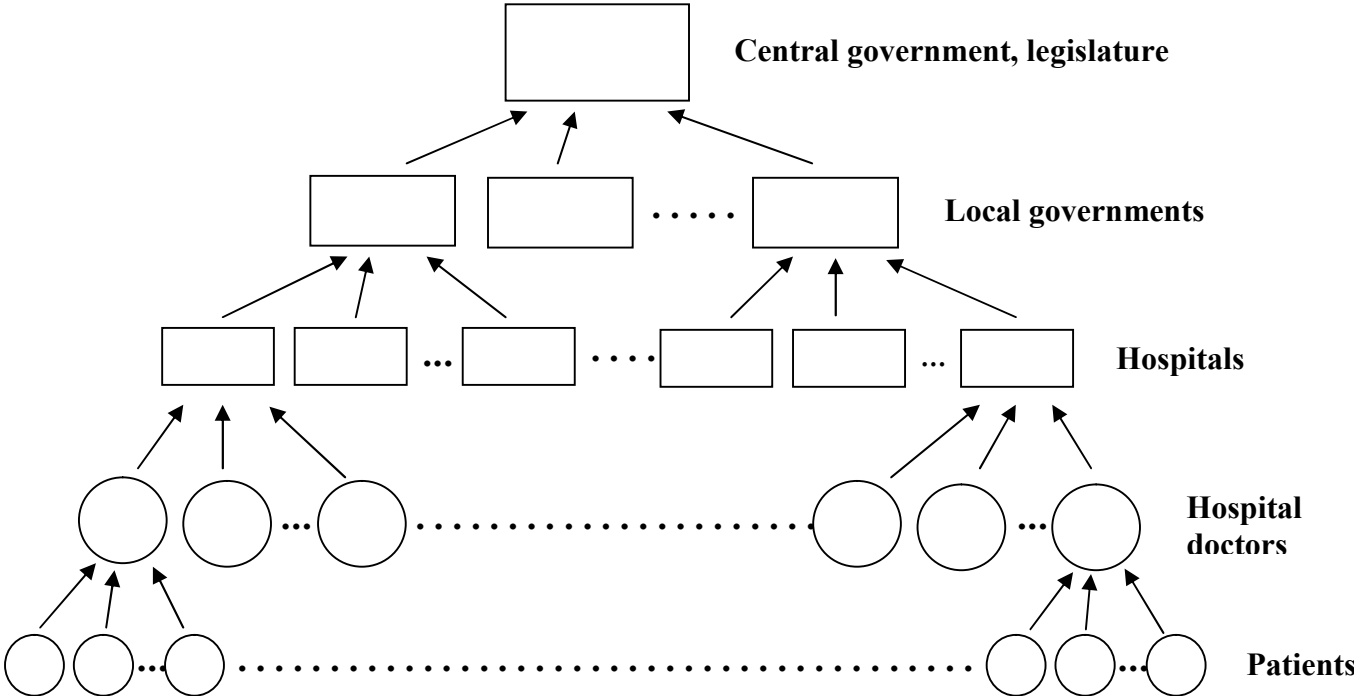 Central government, legislature
Local governments
Hospitals
Hospital
doctors
Patients